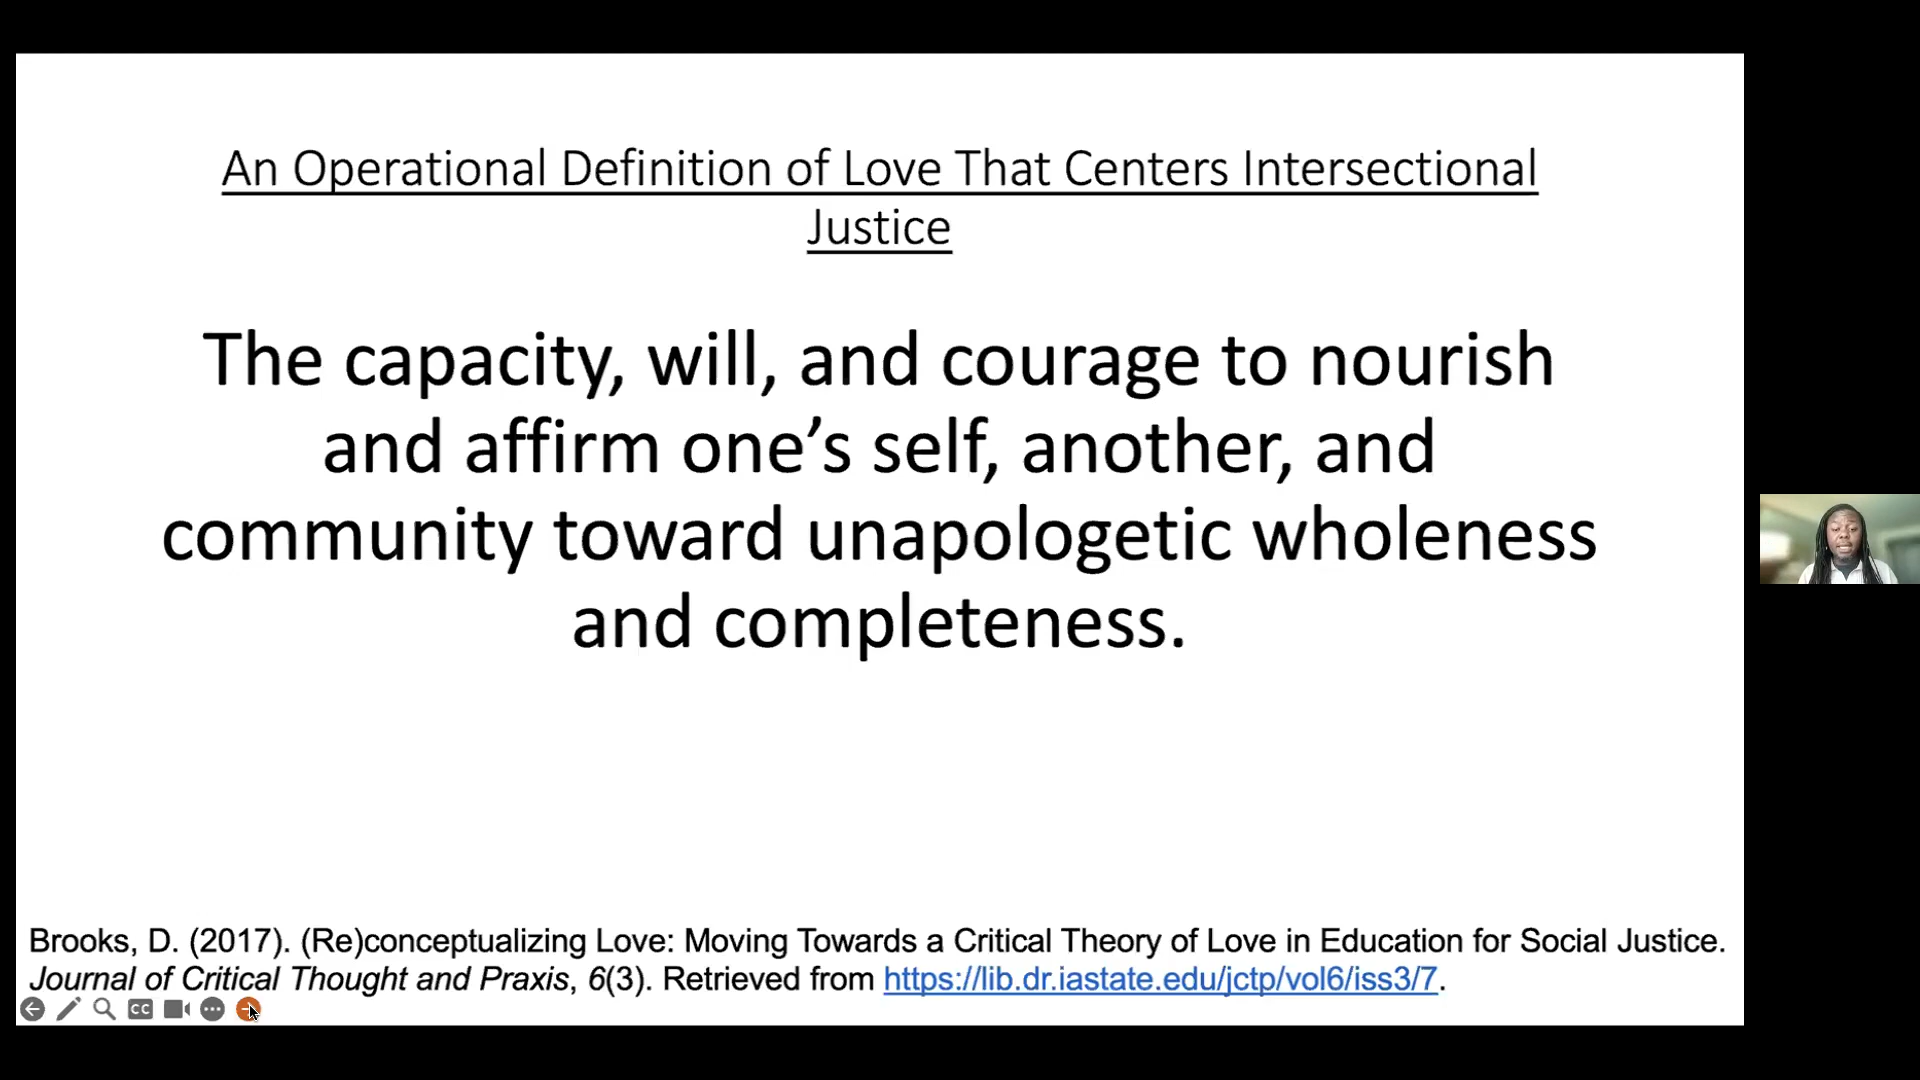 An Operational Definition of Love That Centers Intersectional
Justice
The capacity, will, and courage to nourish
and affirm one’s self, another, and
community toward unapologetic wholeness
and completeness.
Brooks, D. (2017). (Re)conceptualizing Love: Moving Towards a Critical Theory of Love in Education for Social Justice.
Journal of Critical Thought and Praxis, 6(3). Retrieved from https://lib.dr.iastate.edu/jctp/vol6/iss3/7.
CC